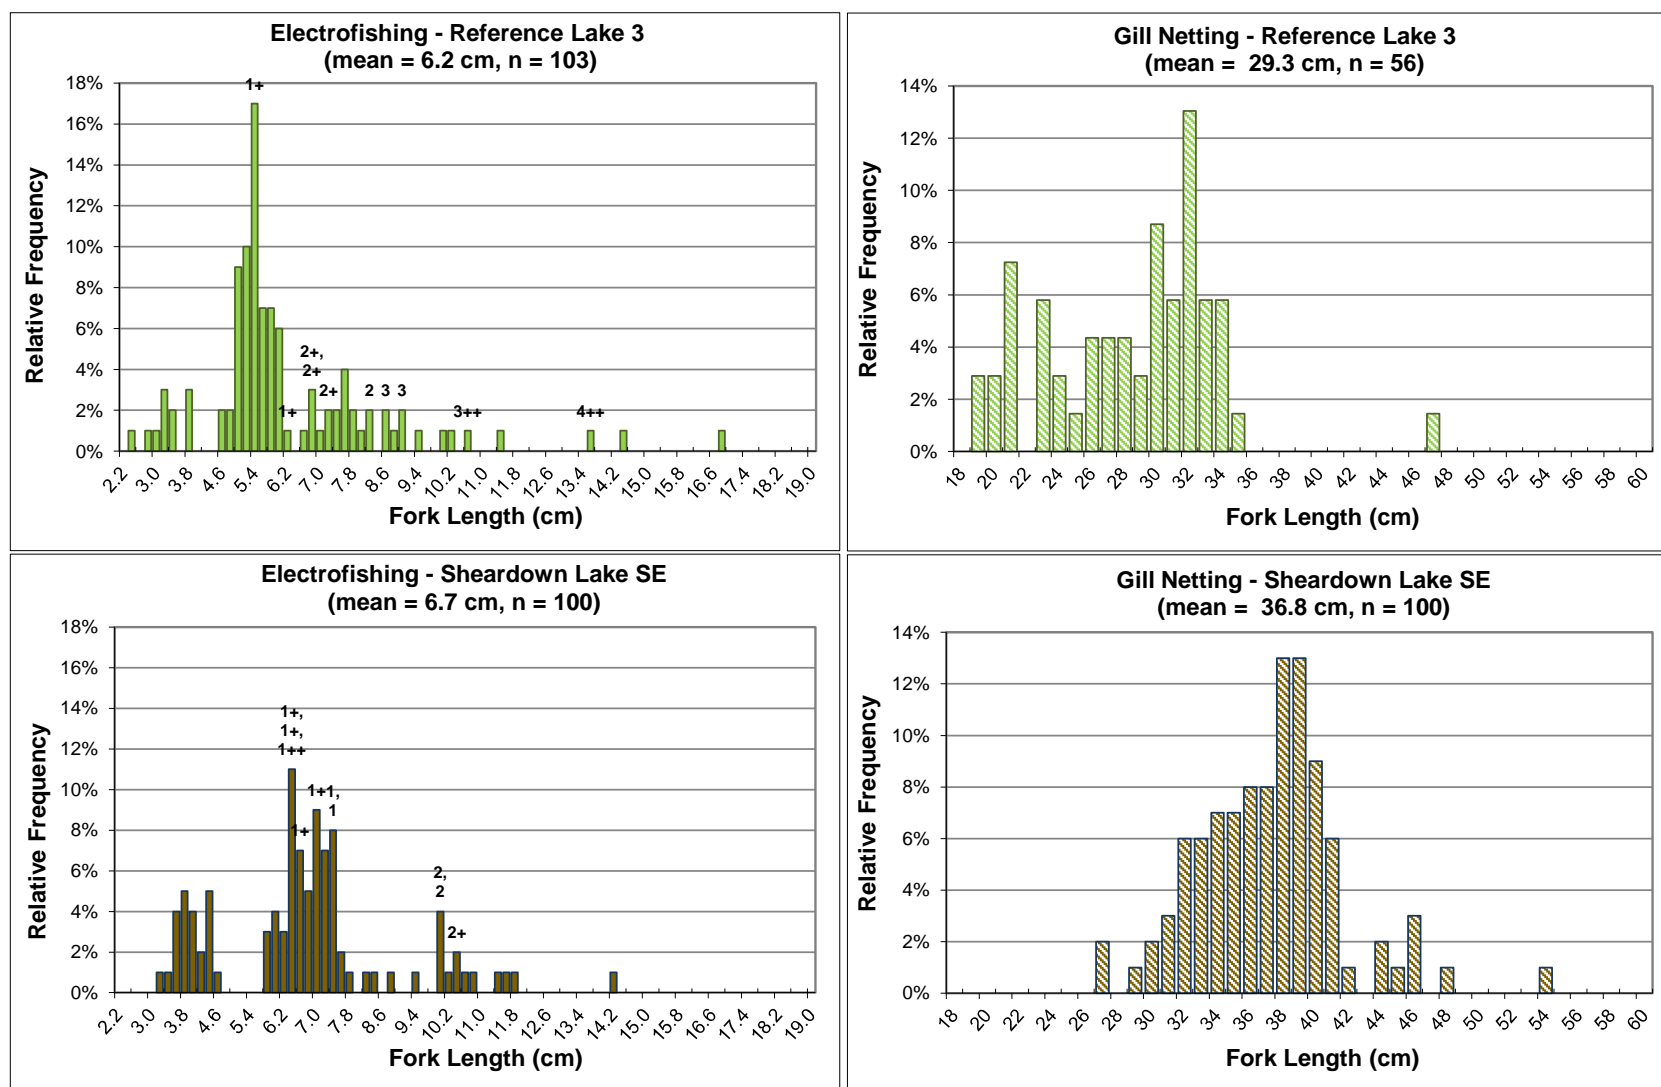 Electrofishing - Reference Lake 3
(mean = 6.2 cm, n = 103)
18%
16%
14%
12%
10%
8%
6%
4%
2%
0%
Relative Frequency
1+
1+
2+,
2+
2+
2
3
3
3++
4++
2.2 3.0 3.8 4.6 5.4 6.2 7.0 7.8 8.6 9.4 10.2 11.0 11.8 12.6 13.4 14.2 15.0 15.8 16.6 17.4 18.2 19.0
Fork Length (cm)
Gill Netting - Reference Lake 3
(mean = 29.3 cm, n = 56)
14%
12%
10%
8%
6%
4%
2%
0%
Relative Frequency
18 20 22 24 26 28 30 32 34 36 38 40 42 44 46 48 50 52 54 56 58 60
Fork Length (cm)
Electrofishing - Sheardown Lake SE
(mean = 6.7 cm, n = 100)
18%
16%
14%
12%
10%
8%
6%
4%
2%
0%
Relative Frequency
1+,
1+,
1++
1+
1+1,
1
2,
2
2+
2.2 3.0 3.8 4.6 5.4 6.2 7.0 7.8 8.6 9.4 10.2 11.0 11.8 12.6 13.4 14.2 15.0 15.8 16.6 17.4 18.2 19.0
Fork Length (cm)
Gill Netting - Sheardown Lake SE
(mean = 36.8 cm, n = 100)
14%
12%
10%
8%
6%
4%
2%
0%
Relative Frequency
18 20 22 24 26 28 30 32 34 36 38 40 42 44 46 48 50 52 54 56 58 60
Fork Length (cm)